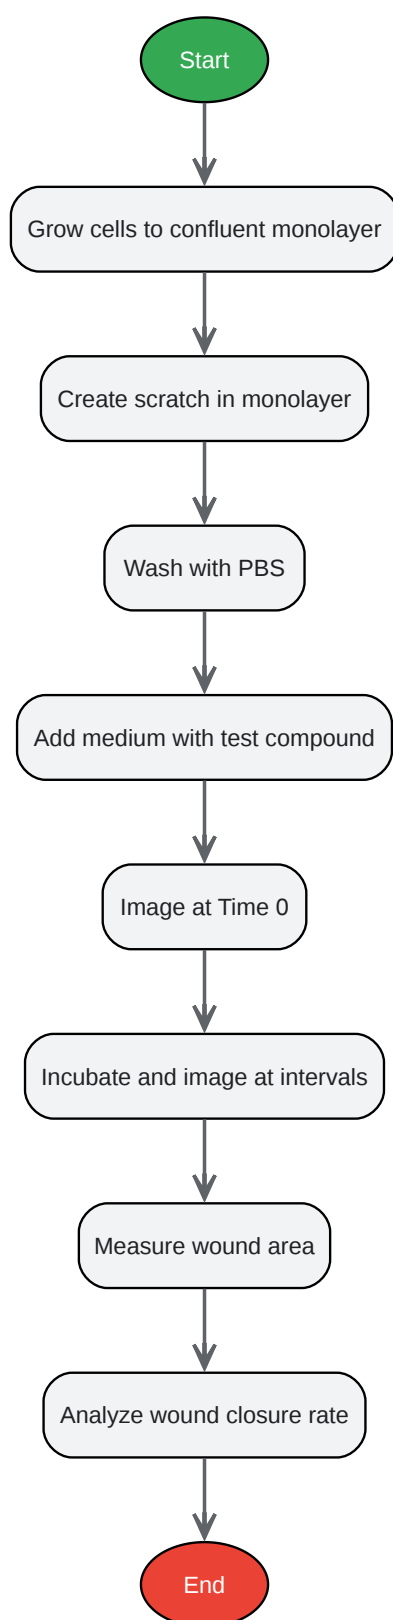 Start
Grow cells to confluent monolayer
Create scratch in monolayer
Wash with PBS
Add medium with test compound
Image at Time 0
Incubate and image at intervals
Measure wound area
Analyze wound closure rate
End